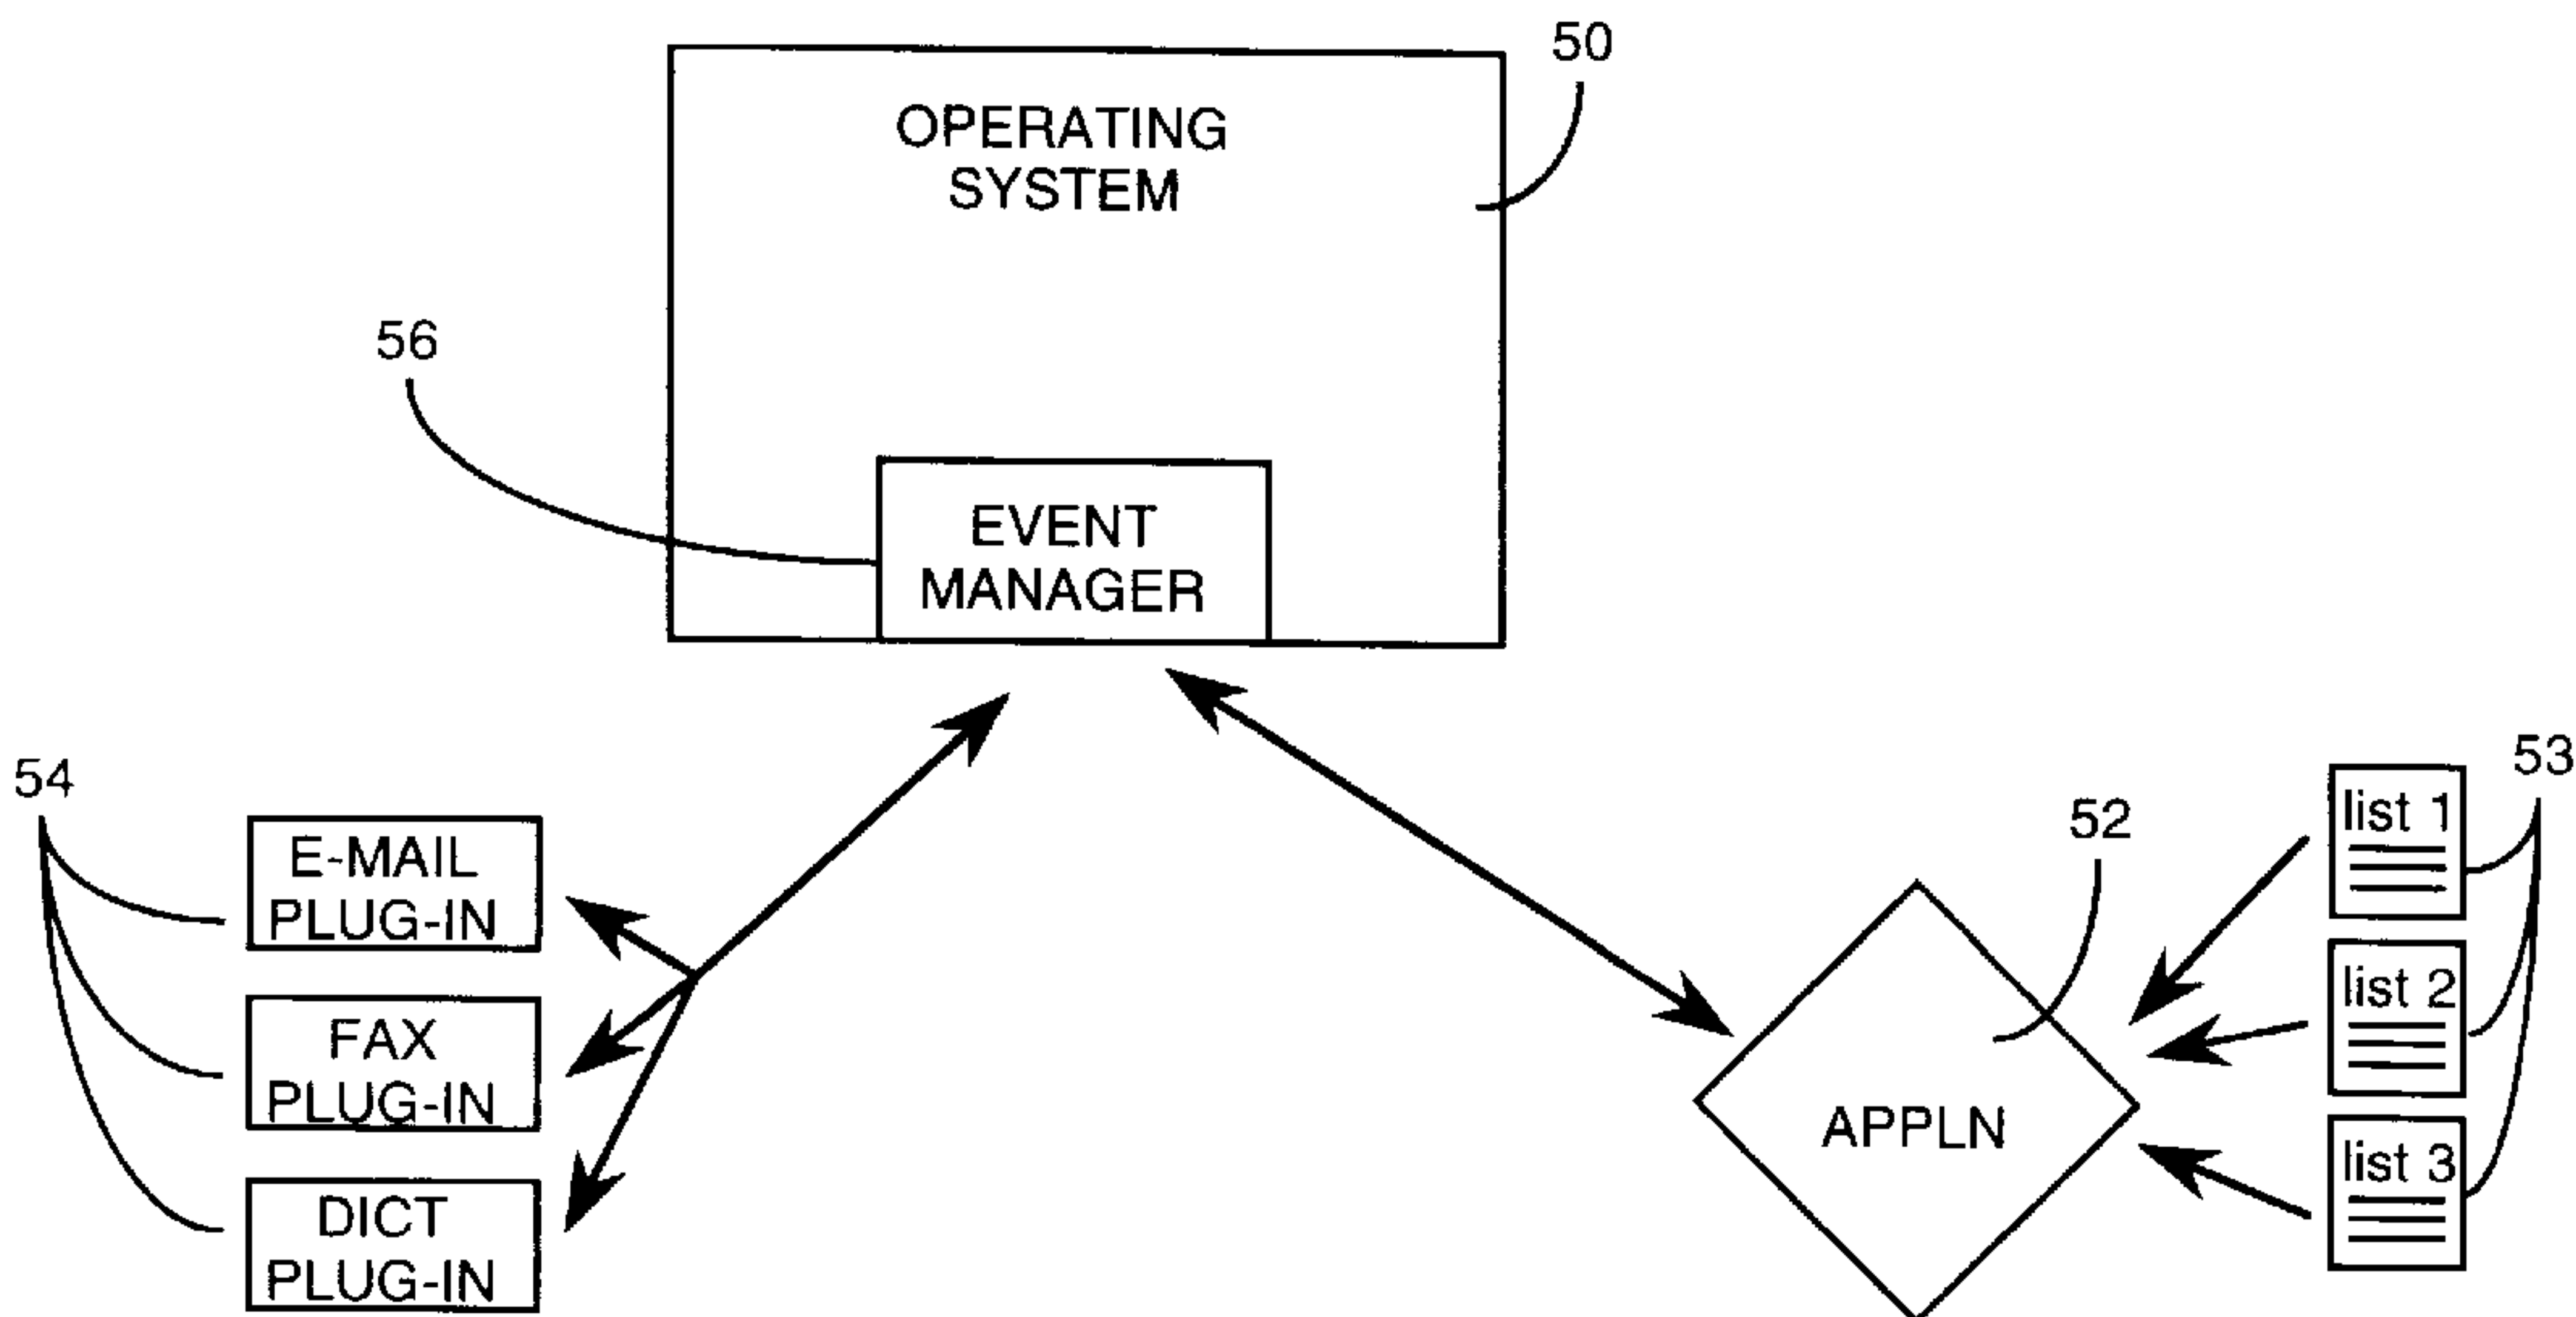 50
OPERATING
SYSTEM
56
EVENT
MANAGER
54
E-MAIL
PLUG-IN
FAX
PLUG-IN
DICT
PLUG-IN
52
APPLN
53
list 1
list 2
list 3